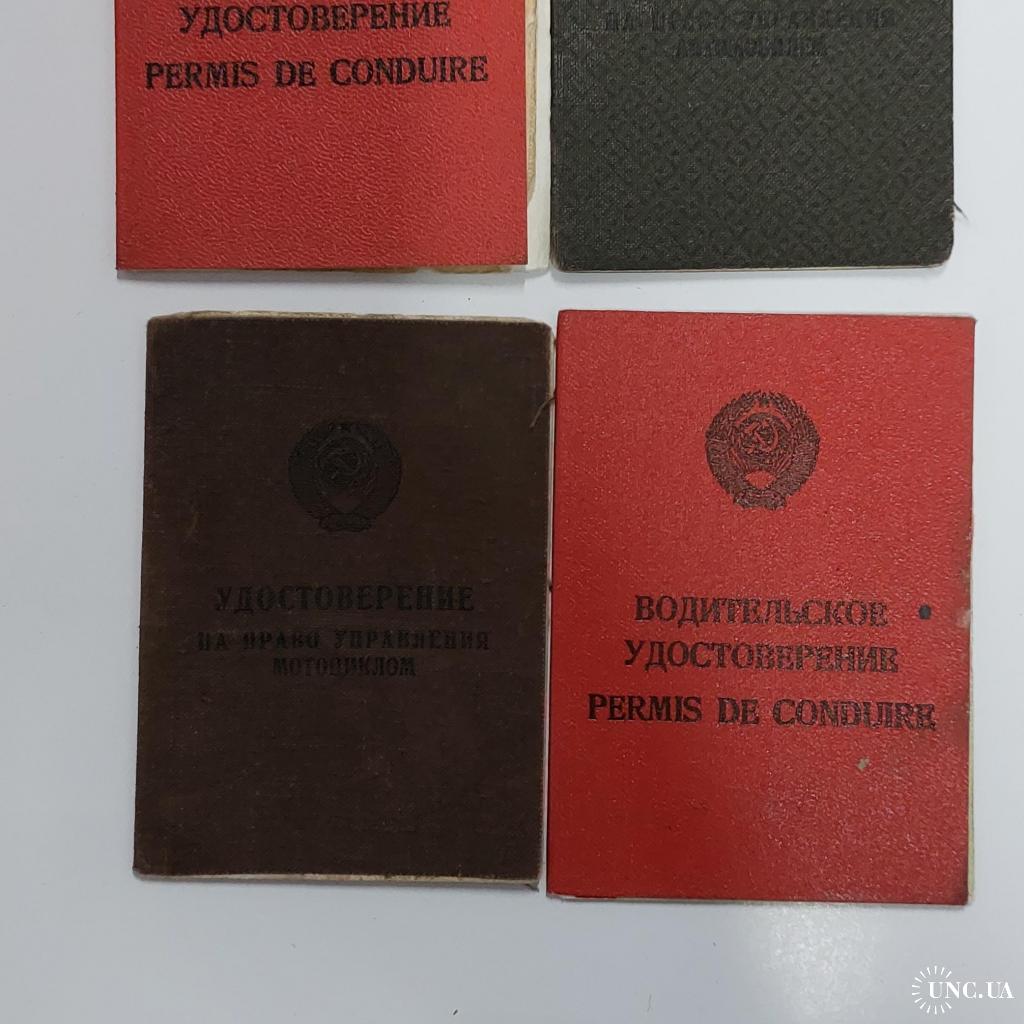 УДОСТОВЕРЕНИЕ
PERMIS DE CONDUIRE
УДОСТОВЕРЕНИЕ
НА ПРАВО УПРАВЛЕНИЯ
МОТОЦИКЛОМ
ВОДИТЕЛЬСКОЕ
УДОСТОВЕРЕНИЕ
PERMIS DE CONDUIRE
UNC.UA